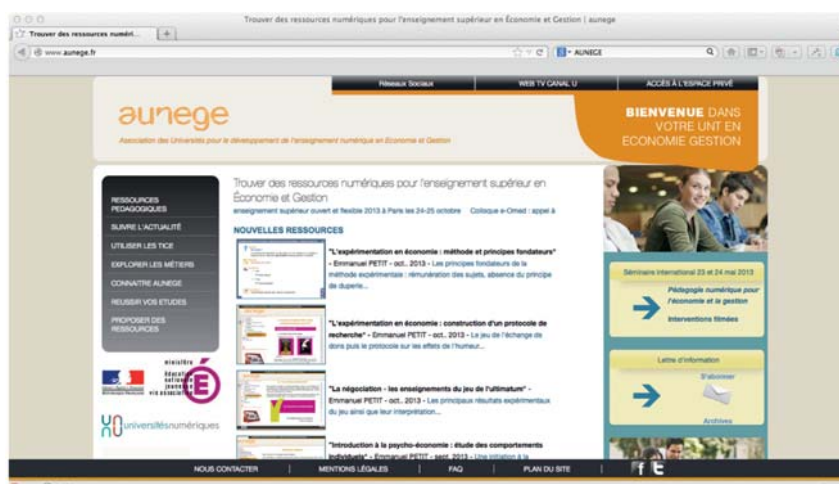 Trouver des ressources numériques pour l'enseignement supérieur en Économie et Gestion | aunege
Trouver des ressources numéri...
www.aunege.fr
AUNEGE
Réseaux Sociaux
WEB TV CANAL U
ACCÈS À L'ESPACE PRIVÉ
aunege
Association des Universités pour le développement de l'enseignement numérique en Economie et Gestion
BIENVENUE DANS
VOTRE UNT EN
ECONOMIE GESTION
RESSOURCES
PEDAGOGIQUES
SUIVRE L'ACTUALITÉ
UTILISER LES TICE
EXPLORER LES MÉTIERS
CONNAITRE AUNEGE
REUSSIR VOS ETUDES
PROPOSER DES
RESSOURCES
ministère
éducation
nationale
jeunesse
vie associative
universitésnumériques
Trouver des ressources numériques pour l'enseignement supérieur en
Économie et Gestion
enseignement supérieur ouvert et flexible 2013 à Paris les 24-25 octobre Colloque e-Omed : appel à
NOUVELLES RESSOURCES
"L'expérimentation en économie : méthode et principes fondateurs"
- Emmanuel PETIT - oct.. 2013 - Les principes fondateurs de la
méthode expérimentale : rémunération des sujets, absence du principe
de duperie...
"L'expérimentation en économie : construction d'un protocole de
recherche" - Emmanuel PETIT - oct.. 2013 - Le jeu de l'échange de
dons puis le protocole sur les effets de l'humeur...
"La négociation - les enseignements du jeu de l'ultimatum" -
Emmanuel PETIT - oct.. 2013 - Les principaux résultats expérimentaux
du jeu ainsi que leur interprétation...
"Introduction à la psycho-économie : étude des comportements
individuels" - Emmanuel PETIT - sept. 2013 - Une initiation à la
Séminaire international 23 et 24 mai 2013
Pédagogie numérique pour
l'économie et la gestion
Interventions filmées
Lettre d'information
S'abonner
Archives
NOUS CONTACTER | MENTIONS LÉGALES | FAQ | PLAN DU SITE |